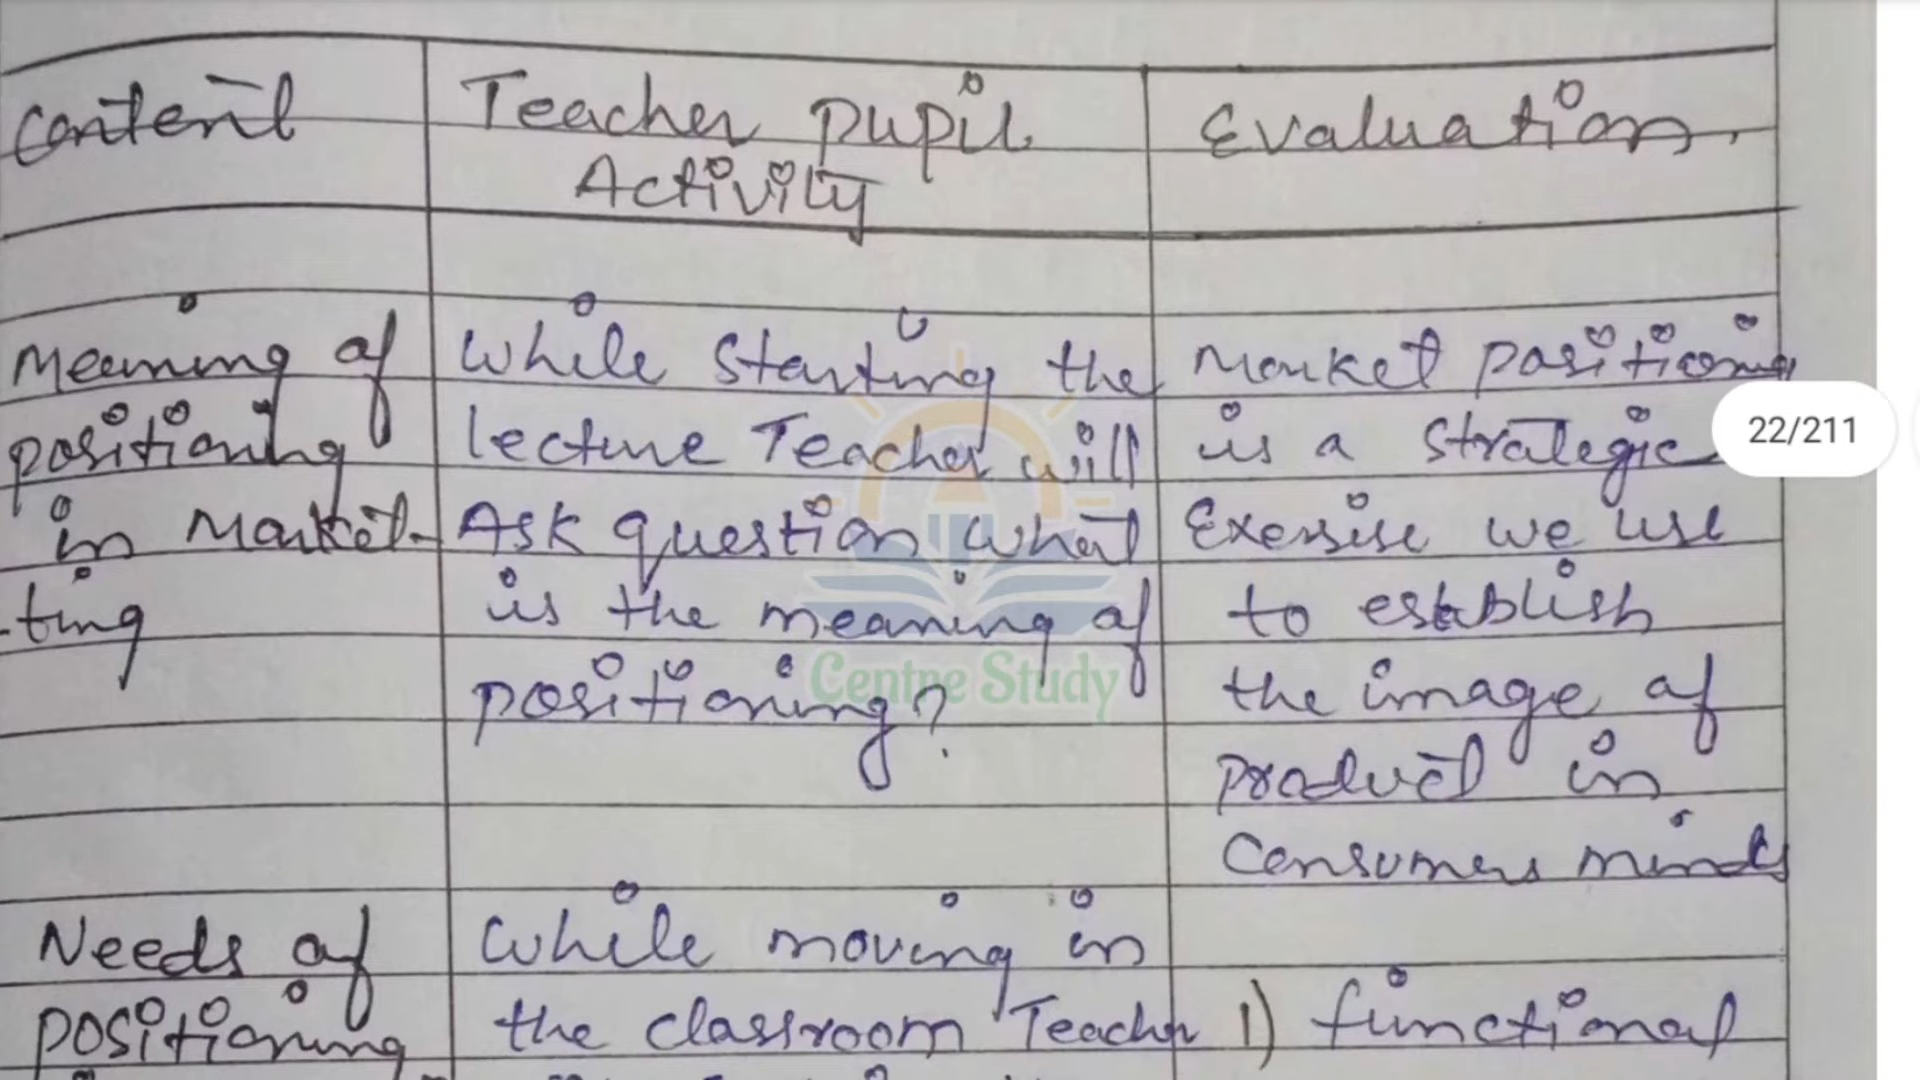 Content
Teacher Pupil
Activity
Evaluation.
Meaning of
positioning
in Market-
-ting
While starting the
lecture Teacher will
Ask question what
is the meaning of
positioning?
Market positioning
is a strategic
Exersise we use
to establish
the image of
product in
Consumers minds
Needs of
positioning
While moving in
the classroom Teacher
1) functional
22/211
Centre Study